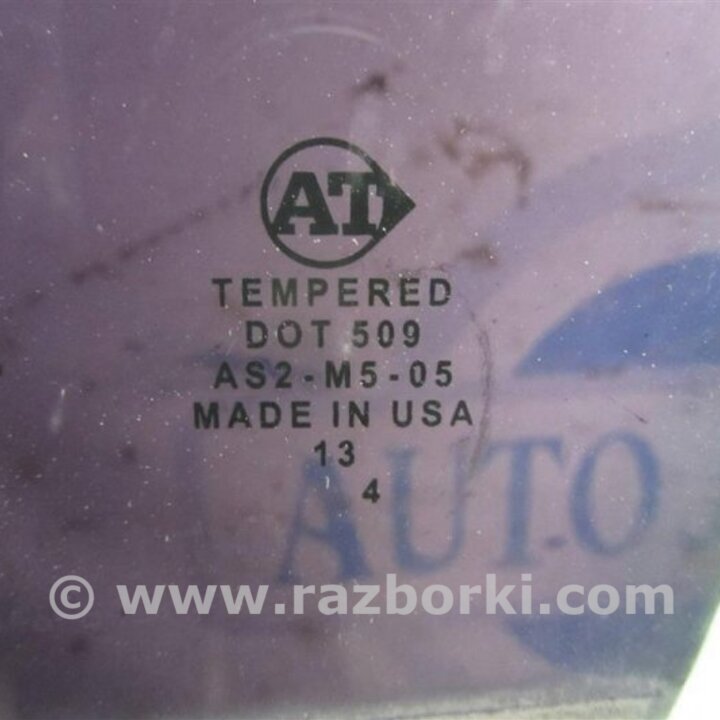 AT
TEMPERED
DOT 509
AS2-M5-05
MADE IN USA
13
4
AUTO
© www.razborki.com